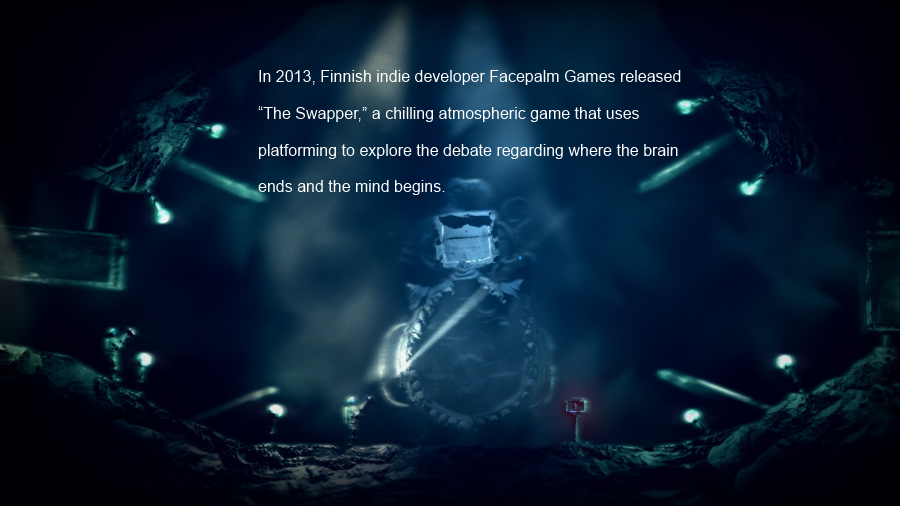 In 2013, Finnish indie developer Facepalm Games released
“The Swapper,” a chilling atmospheric game that uses
platforming to explore the debate regarding where the brain
ends and the mind begins.